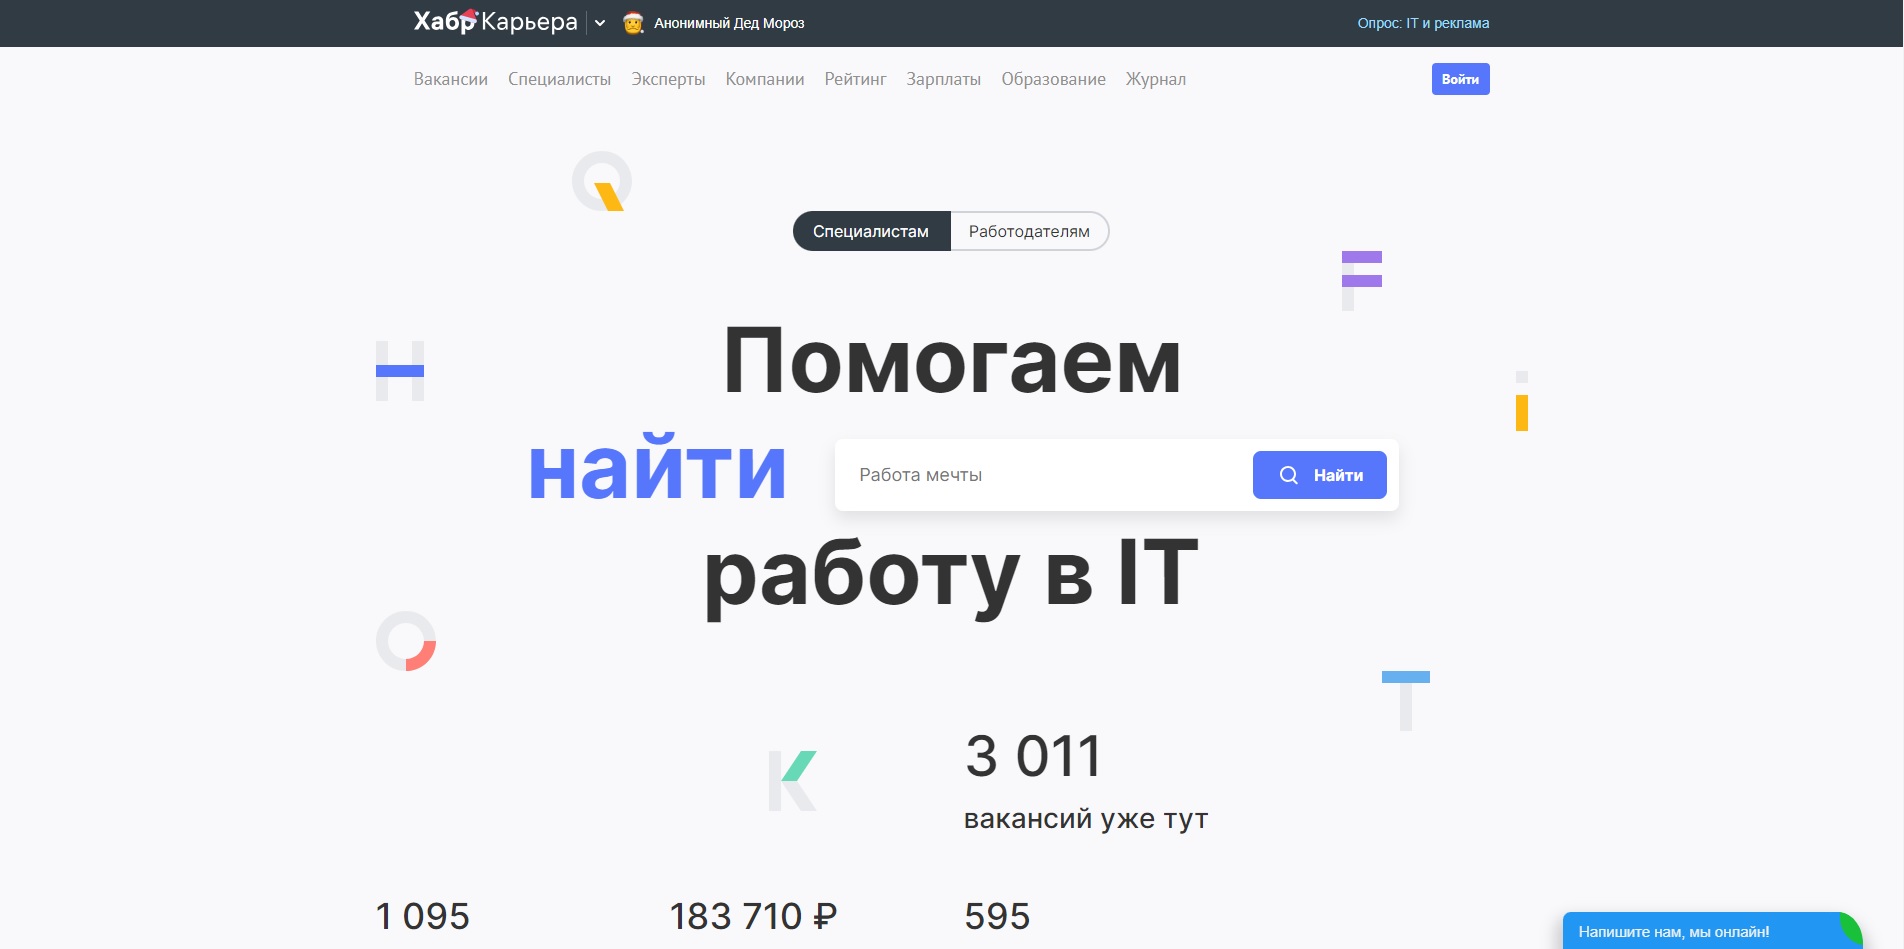 Хабр Карьера
Анонимный Дед Мороз
Опрос: IT и реклама
Вакансии Специалисты Эксперты Компании Рейтинг Зарплаты Образование Журнал
Войти
Q
Специалистам Работодателям
F
Помогаем
H
i
найти
Работа мечты
Найти
работу в IT
O
T
K
3 011
вакансий уже тут
1 095 183 710 ₽ 595
Напишите нам, мы онлайн!